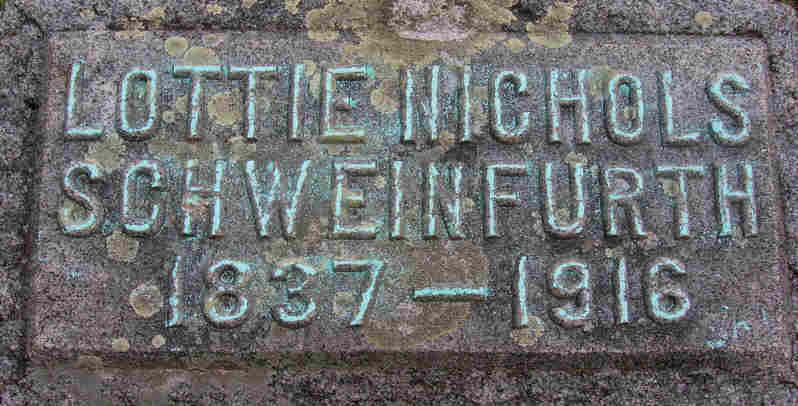 LOTTIE NICHOLS
SCHWEINFURTH
1837 — 1916